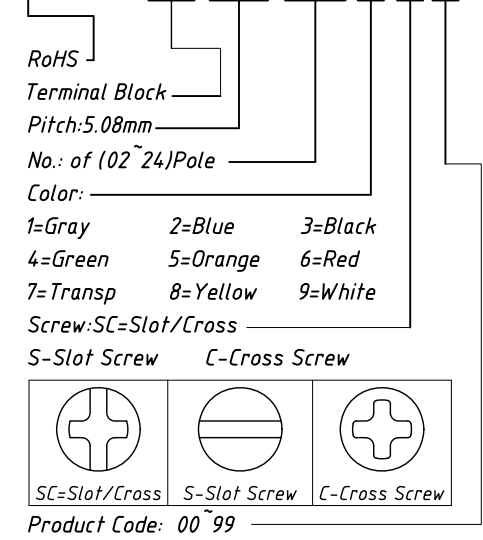 RoHS
Terminal Block
Pitch:5.08mm
No.: of (02~24)Pole
Color:
1=Gray 2=Blue 3=Black
4=Green 5=Orange 6=Red
7=Transp 8=Yellow 9=White
Screw:SC=Slot/Cross
S-Slot Screw C-Cross Screw
SC=Slot/Cross S-Slot Screw C-Cross Screw
Product Code: 00~99